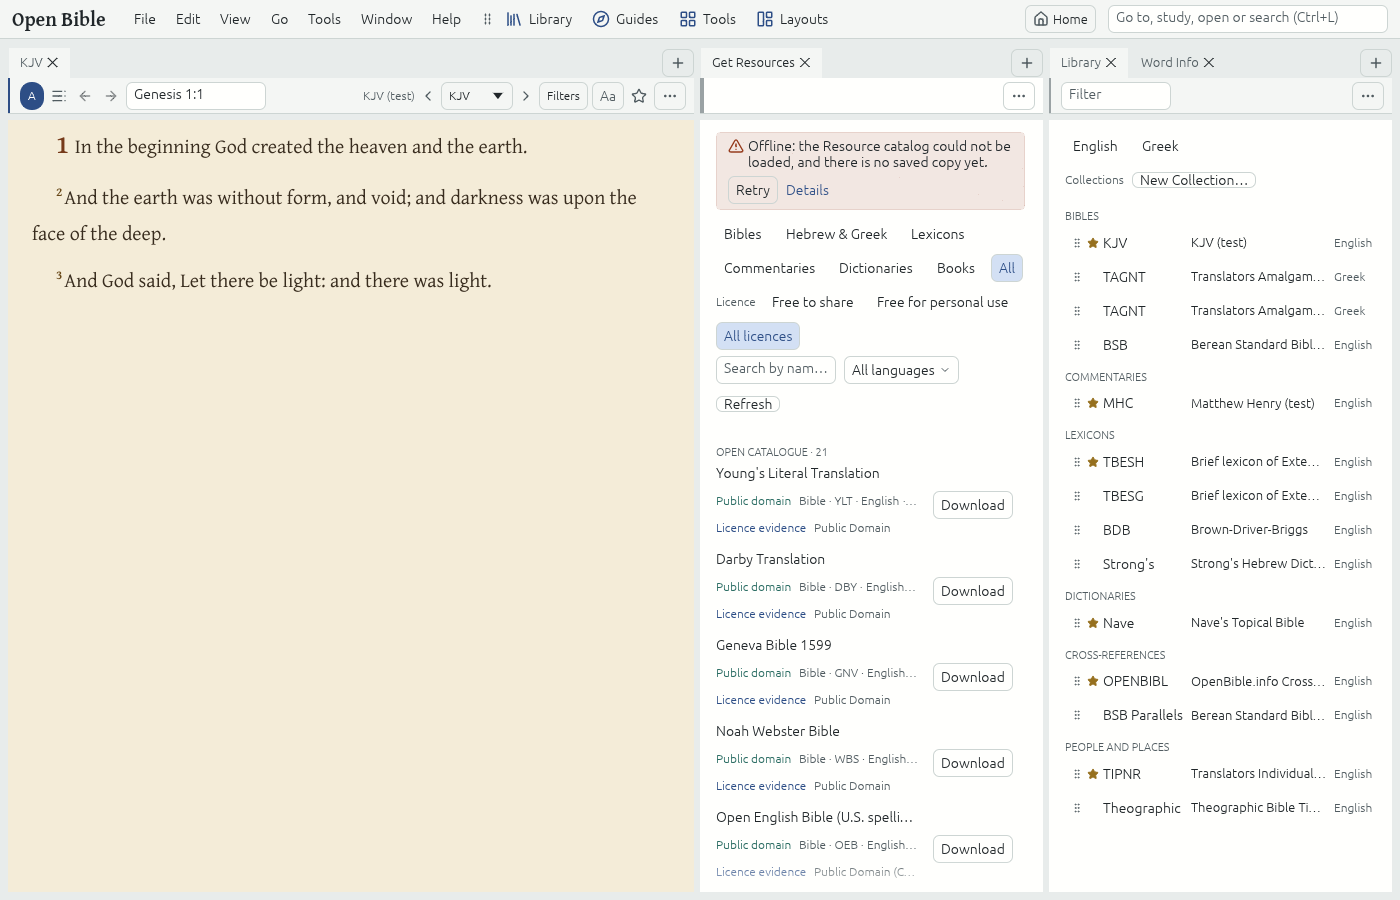 Open Bible File Edit View Go Tools Window Help Library Guides Tools Layouts Home Go to, study, open or search (Ctrl+L)
KJV
A Genesis 1:1 KJV (test) KJV Filters Aa
1 In the beginning God created the heaven and the earth.
2 And the earth was without form, and void; and darkness was upon the
face of the deep.
3 And God said, Let there be light: and there was light.
Get Resources
Offline: the Resource catalog could not be
loaded, and there is no saved copy yet.
Retry Details
Bibles Hebrew & Greek Lexicons
Commentaries Dictionaries Books All
Licence Free to share Free for personal use
All licences
Search by nam… All languages
Refresh
OPEN CATALOGUE · 21
Young's Literal Translation
Public domain Bible · YLT · English ·… Download
Licence evidence Public Domain
Darby Translation
Public domain Bible · DBY · English… Download
Licence evidence Public Domain
Geneva Bible 1599
Public domain Bible · GNV · English… Download
Licence evidence Public Domain
Noah Webster Bible
Public domain Bible · WBS · English… Download
Licence evidence Public Domain
Open English Bible (U.S. spelli…
Public domain Bible · OEB · English… Download
Licence evidence Public Domain (C…
Library Word Info
Filter
English Greek
Collections New Collection…
BIBLES
KJV KJV (test) English
TAGNT Translators Amalgam… Greek
TAGNT Translators Amalgam… Greek
BSB Berean Standard Bibl… English
COMMENTARIES
MHC Matthew Henry (test) English
LEXICONS
TBESH Brief lexicon of Exte… English
TBESG Brief lexicon of Exte… English
BDB Brown-Driver-Briggs English
Strong's Strong's Hebrew Dict… English
DICTIONARIES
Nave Nave's Topical Bible English
CROSS-REFERENCES
OPENBIBL OpenBible.info Cross… English
BSB Parallels Berean Standard Bibl… English
PEOPLE AND PLACES
TIPNR Translators Individual… English
Theographic Theographic Bible Ti… English